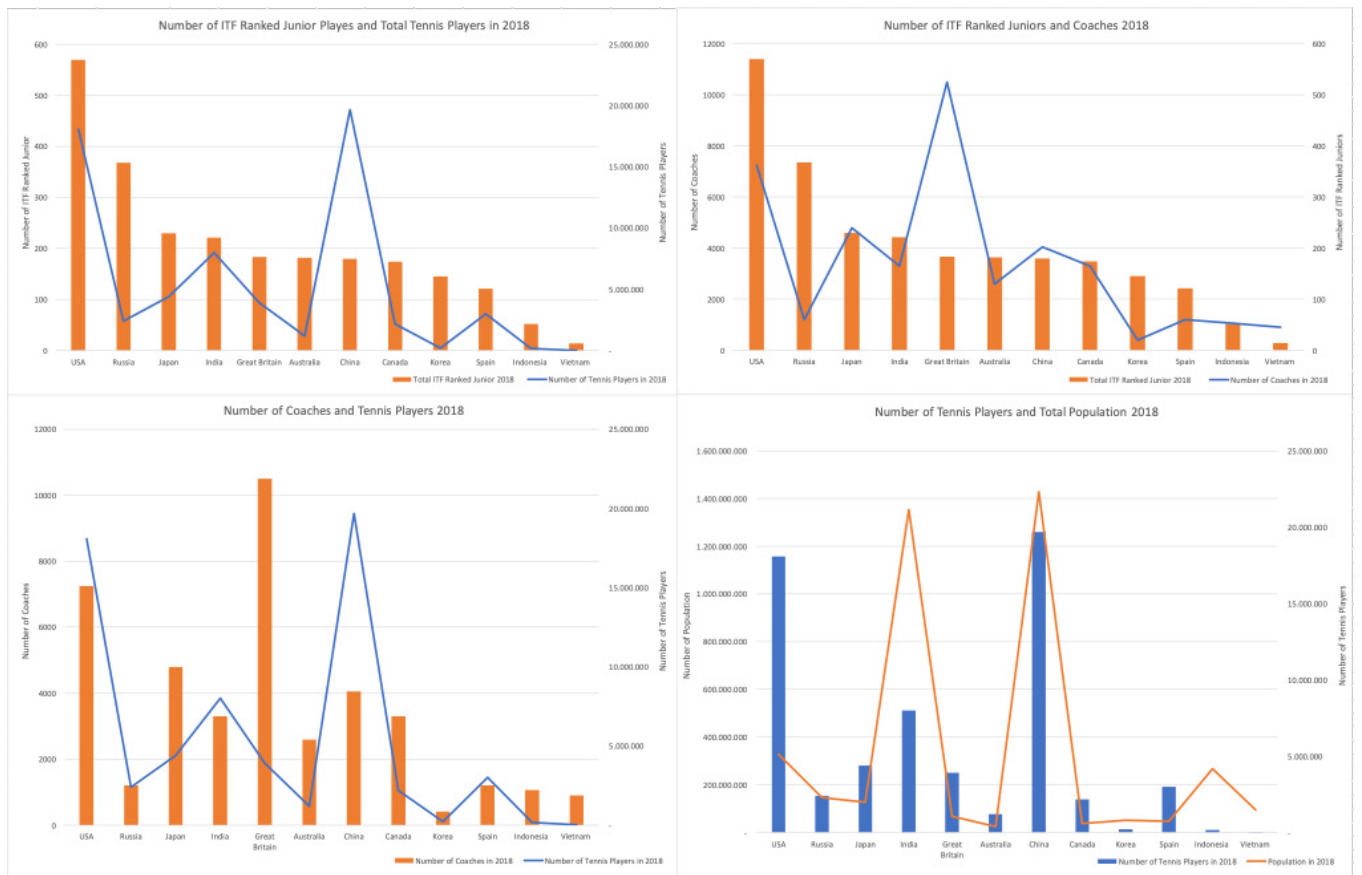 Number of ITF Ranked Junior Playes and Total Tennis Players in 2018
600
500
400
300
200
100
0
Number of ITF Ranked Junior
25.000.000
20.000.000
15.000.000
10.000.000
5.000.000
-
Number of Tennis Players
USA Russia Japan India Great Britain Australia China Canada Korea Spain Indonesia Vietnam
Total ITF Ranked Junior 2018 Number of Tennis Players in 2018
Number of ITF Ranked Juniors and Coaches 2018
12000
10000
8000
6000
4000
2000
0
Number of Coaches
600
500
400
300
200
100
0
Number of ITF Ranked Juniors
USA Russia Japan India Great Britain Australia China Canada Korea Spain Indonesia Vietnam
Total ITF Ranked Junior 2018 Number of Coaches in 2018
Number of Coaches and Tennis Players 2018
12000
10000
8000
6000
4000
2000
0
Number of Coaches
25.000.000
20.000.000
15.000.000
10.000.000
5.000.000
-
Number of Tennis Players
USA Russia Japan India Great Australia China Canada Korea Spain Indonesia Vietnam
Britain
Number of Coaches in 2018 Number of Tennis Players in 2018
Number of Tennis Players and Total Population 2018
1.600.000.000
1.400.000.000
1.200.000.000
1.000.000.000
800.000.000
600.000.000
400.000.000
200.000.000
-
Number of Population
25.000.000
20.000.000
15.000.000
10.000.000
5.000.000
-
Number of Tennis Players
USA Russia Japan India Great Australia China Canada Korea Spain Indonesia Vietnam
Britain
Number of Tennis Players in 2018 Population in 2018